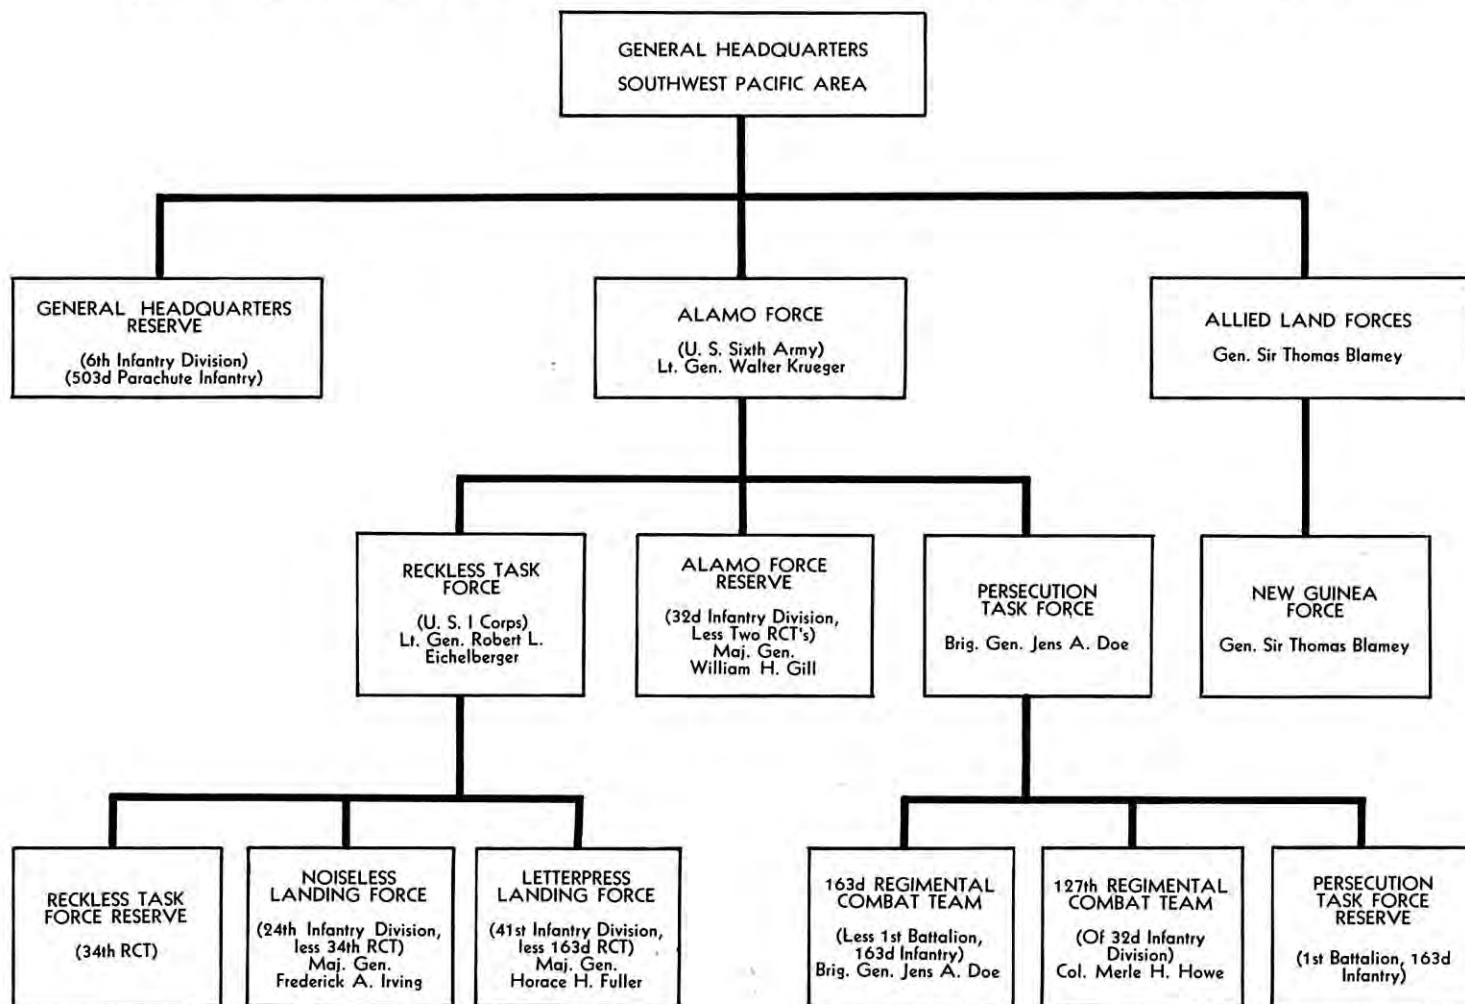 GENERAL HEADQUARTERS
SOUTHWEST PACIFIC AREA
GENERAL HEADQUARTERS
RESERVE
(6th Infantry Division)
(503d Parachute Infantry)
ALAMO FORCE
(U. S. Sixth Army)
Lt. Gen. Walter Krueger
ALLIED LAND FORCES
Gen. Sir Thomas Blamey
RECKLESS TASK
FORCE
(U. S. I Corps)
Lt. Gen. Robert L.
Eichelberger
ALAMO FORCE
RESERVE
(32d Infantry Division,
Less Two RCT's)
Maj. Gen.
William H. Gill
PERSECUTION
TASK FORCE
Brig. Gen. Jens A. Doe
NEW GUINEA
FORCE
Gen. Sir Thomas Blamey
RECKLESS TASK
FORCE RESERVE
(34th RCT)
NOISELESS
LANDING FORCE
(24th Infantry Division,
less 34th RCT)
Maj. Gen.
Frederick A. Irving
LETTERPRESS
LANDING FORCE
(41st Infantry Division,
less 163d RCT)
Maj. Gen.
Horace H. Fuller
163d REGIMENTAL
COMBAT TEAM
(Less 1st Battalion,
163d Infantry)
Brig. Gen. Jens A. Doe
127th REGIMENTAL
COMBAT TEAM
(Of 32d Infantry
Division)
Col. Merle H. Howe
PERSECUTION
TASK FORCE
RESERVE
(1st Battalion, 163d
Infantry)